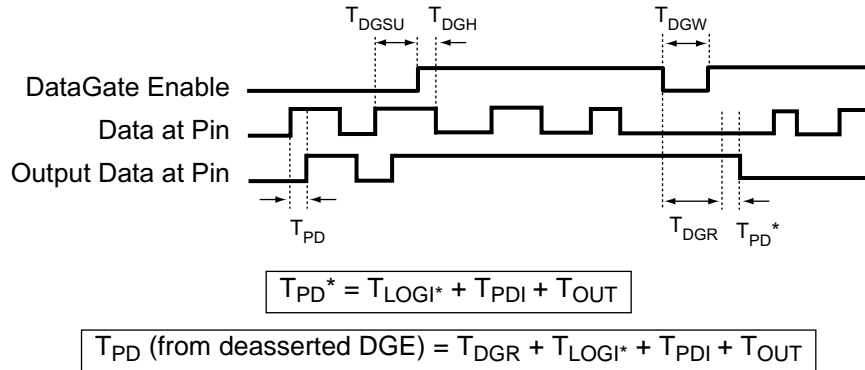 T_DGSU T_DGH T_DGW
DataGate Enable
Data at Pin
Output Data at Pin
T_PD T_DGR T_PD*
T_PD* = T_LOGI* + T_PDI + T_OUT
T_PD (from deasserted DGE) = T_DGR + T_LOGI* + T_PDI + T_OUT